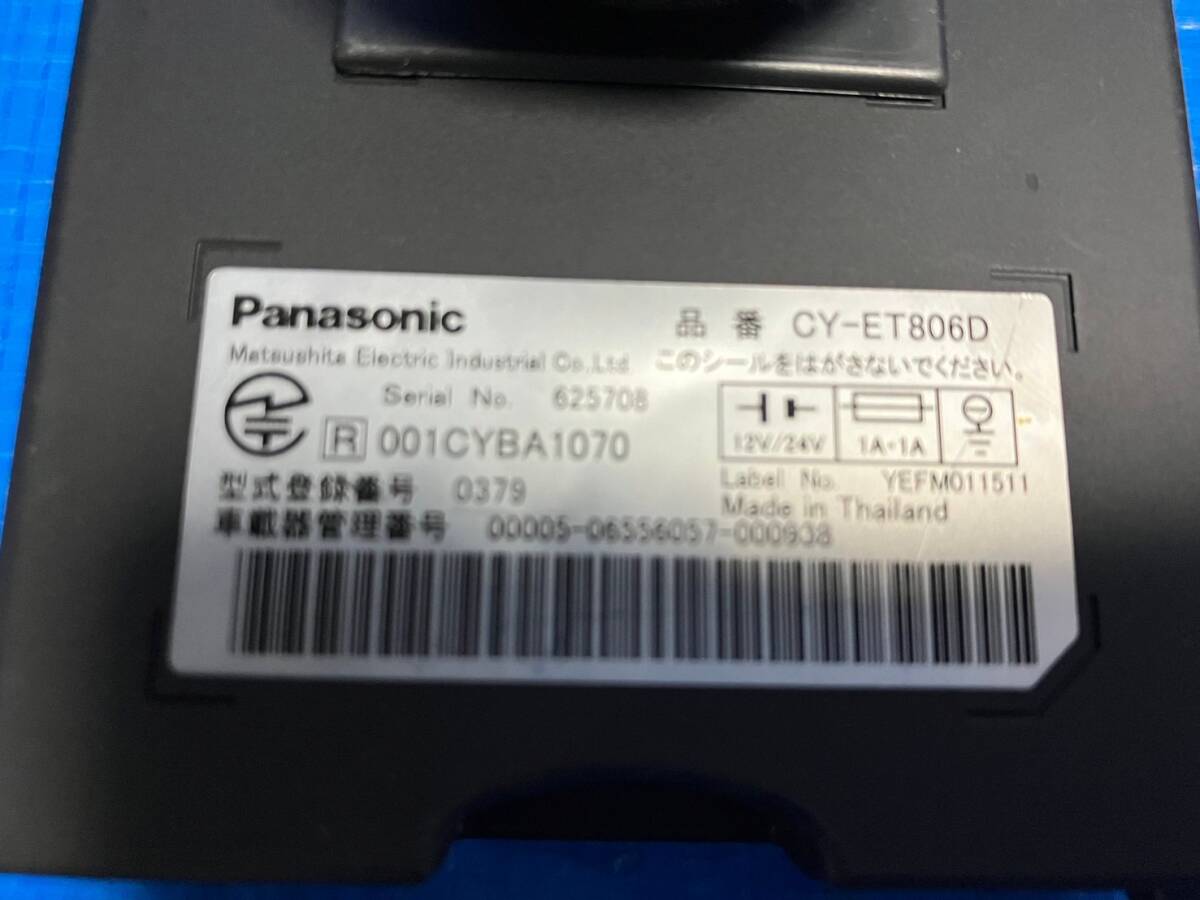 Panasonic 品番 CY-ET806D
Matsushita Electric Industrial Co.,Ltd. このシールをはがさないでください。
Serial No. 625708
R 001CYBA1070
12V/24V 1A・1A
型式登録番号 0379
Label No. YEFM011511
Made in Thailand
車載器管理番号 00005-06556057-000938